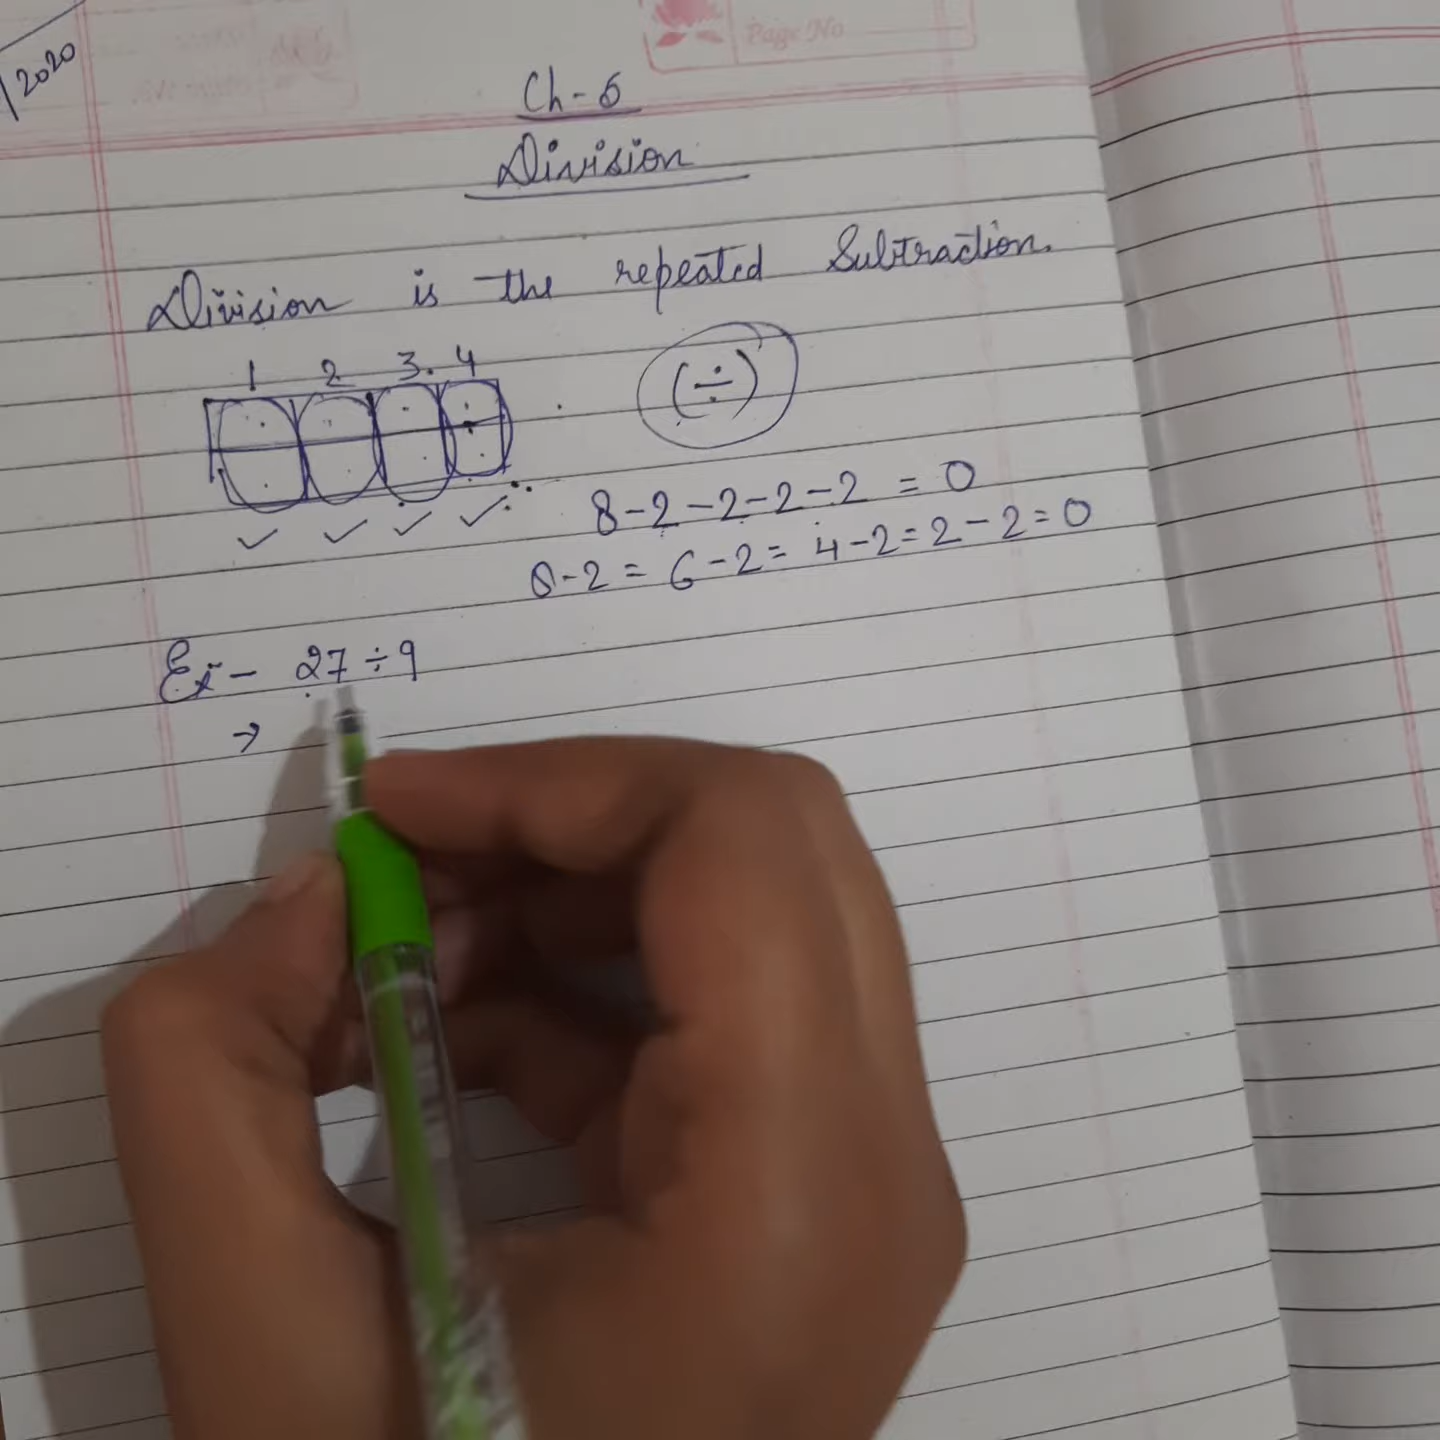 /2020
Page No
Ch-6
Division
Division is the repeated Subtraction.
1 2 3. 4
(÷)
8-2-2-2-2 = 0
8-2 = 6-2= 4-2=2-2=0
Ex- 27÷9
→